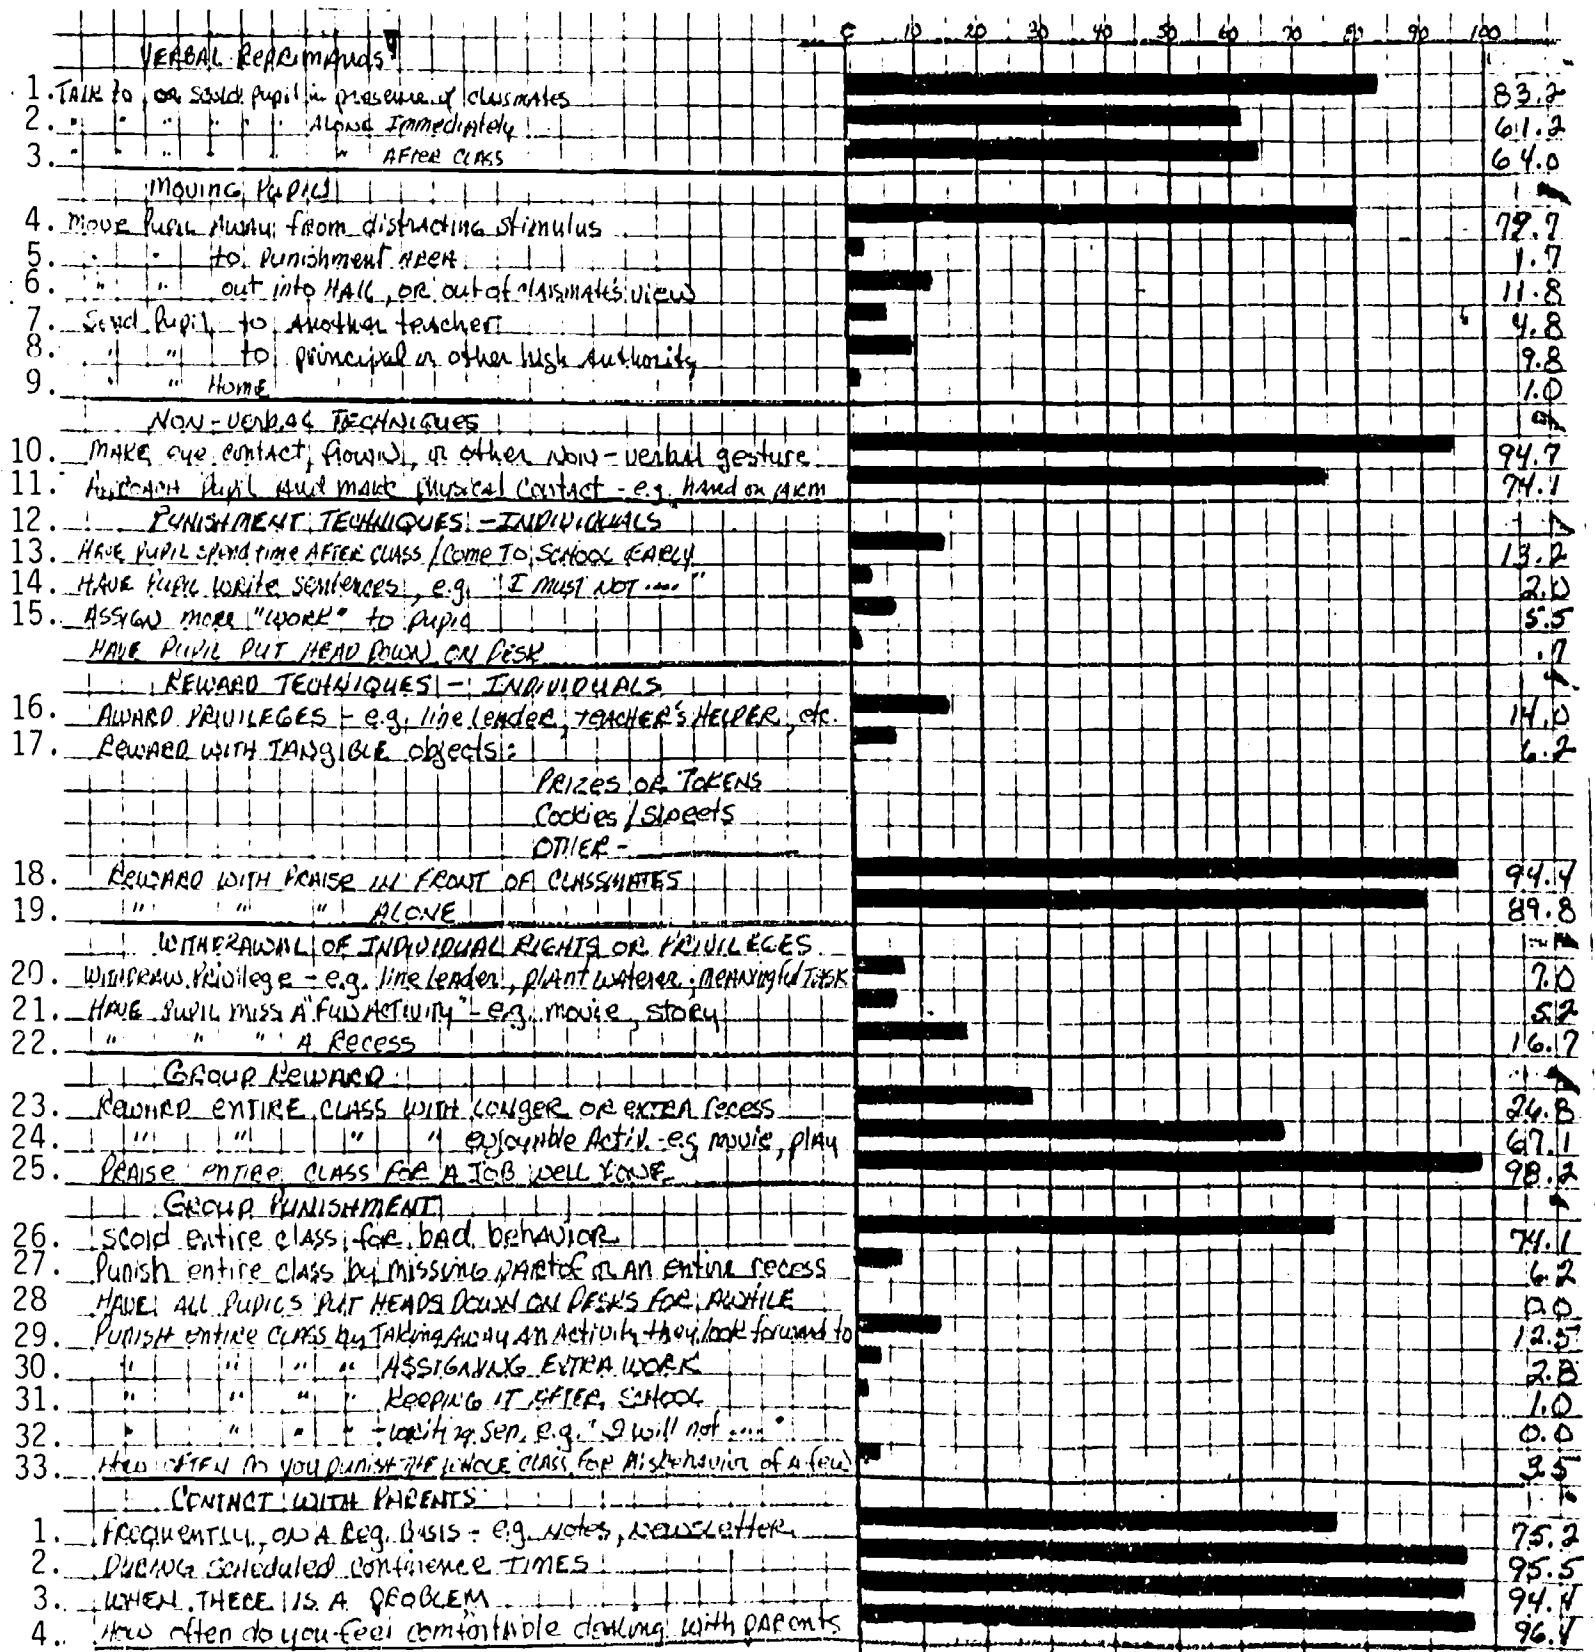 0 10 20 30 40 50 60 70 80 90 100
VERBAL REPRIMANDS
1. TALK to, or scold pupil in presence of classmates 83.2
2. " " " " " " ALONE Immediately 61.2
3. " " " " " " AFTER CLASS 64.0
MOVING PUPILS
4. Move Pupil Away from distracting stimulus 79.7
5. " " to Punishment AREA 1.7
6. " " out into HALL, OR out of classmate's view 11.8
7. Send Pupil to another teacher 4.8
8. " " to principal or other high Authority 9.8
9. " " Home 1.0
NON-VERBAL TECHNIQUES
10. MAKE eye contact, frown, or other NON-verbal gesture 94.7
11. Approach Pupil and make physical contact - e.g. Hand on ARM 74.1
12. PUNISHMENT TECHNIQUES - INDIVIDUALS
13. HAVE PUPIL spend time AFTER CLASS / COME TO SCHOOL EARLY 13.2
14. HAVE PUPIL write sentences, e.g. "I MUST NOT ...." 2.0
15. ASSIGN more "WORK" to pupil 5.5
HAVE PUPIL PUT HEAD DOWN ON DESK .7
REWARD TECHNIQUES - INDIVIDUALS
16. AWARD PRIVILEGES - e.g. line leader, TEACHER'S HELPER, etc. 14.0
17. REWARD WITH TANGIBLE objects: 6.2
PRIZES OR TOKENS
Cookies / Sweets
OTHER -
18. REWARD WITH PRAISE IN FRONT OF CLASSMATES 94.4
19. " " " ALONE 89.8
WITHDRAWAL OF INDIVIDUAL RIGHTS OR PRIVILEGES
20. WITHDRAW Privilege - e.g. line leader, plant waterer, meaningful TASK 7.0
21. HAVE PUPIL MISS A "FUN ACTIVITY" - e.g. movie, story 5.2
22. " " " A Recess 16.7
GROUP REWARD
23. REWARD ENTIRE CLASS WITH LONGER OR EXTRA recess 26.8
24. " " " " enjoyable Activ. - e.g. movie, play 67.1
25. PRAISE entire CLASS FOR A JOB WELL DONE 98.2
GROUP PUNISHMENT
26. scold entire class for bad behavior 74.1
27. Punish entire class by missing PART OF OR AN entire recess 6.2
28 HAVE ALL PUPILS PUT HEADS DOWN ON DESKS FOR AWHILE 0.0
29. PUNISH entire CLASS by TAKING AWAY AN Activity they look forward to 12.5
30 " " " " ASSIGNING EXTRA WORK 2.8
31 " " " " KEEPING IT AFTER SCHOOL 1.0
32. " " " " - writing sen. e.g. "I will not ...." 0.0
33. HOW OFTEN DO YOU PUNISH THE WHOLE CLASS FOR Misbehavior of A few 3.5
CONTACT WITH PARENTS
1. FREQUENTLY, ON A Reg. BASIS - e.g. Notes, NEWSLETTER 75.2
2. DURING Scheduled conference TIMES 95.5
3. WHEN THERE IS A PROBLEM 94.4
4. How often do you feel comfortable dealing with PARENTS 96.4